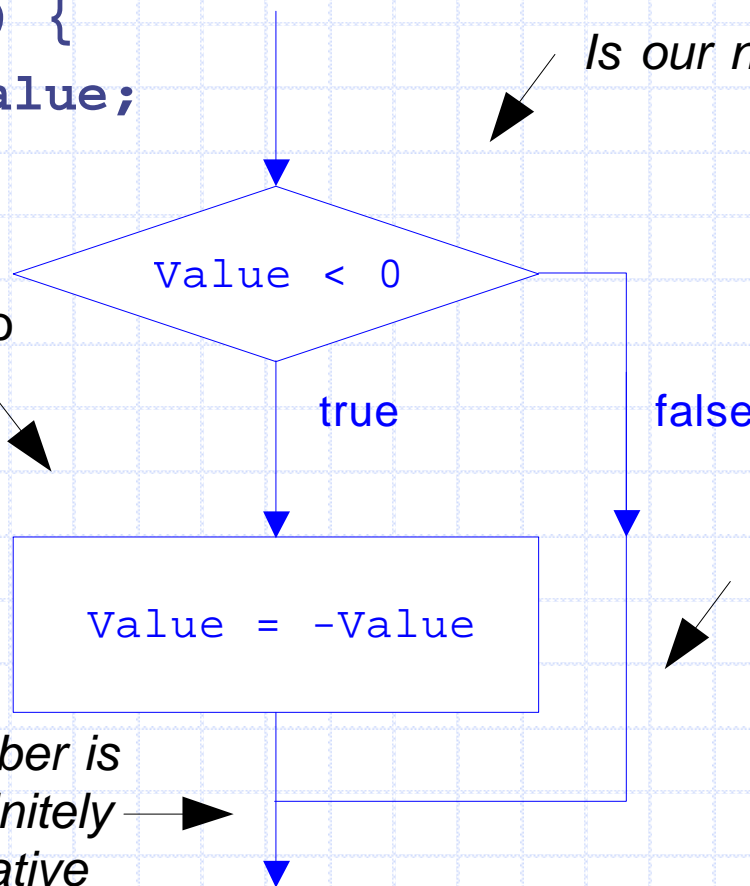 ) {
alue;
Is our n
Value < 0
o
true
false
Value = -Value
ber is
nitely
ative